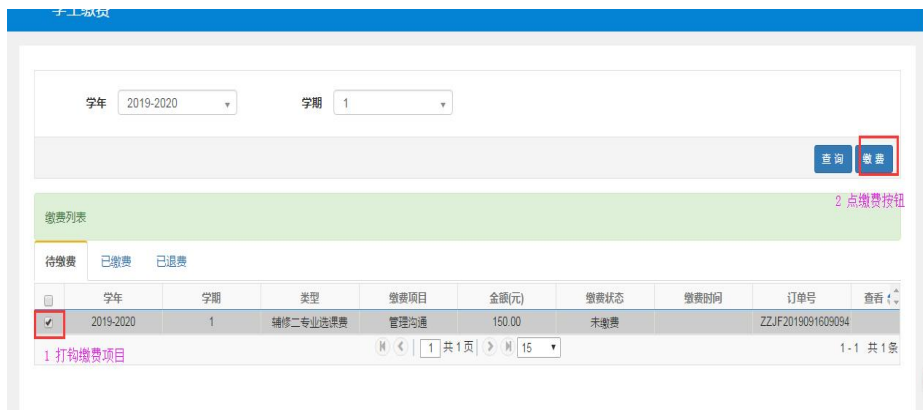 学生缴费
学年 2019-2020 学期 1
查询 缴费
2 点缴费按钮
缴费列表
待缴费 已缴费 已退费
学年 学期 类型 缴费项目 金额(元) 缴费状态 缴费时间 订单号 查看
2019-2020 1 辅修二专业选课费 管理沟通 150.00 未缴费 ZZJF2019091609094
1 打钩缴费项目
1 共1页 15 1-1 共1条